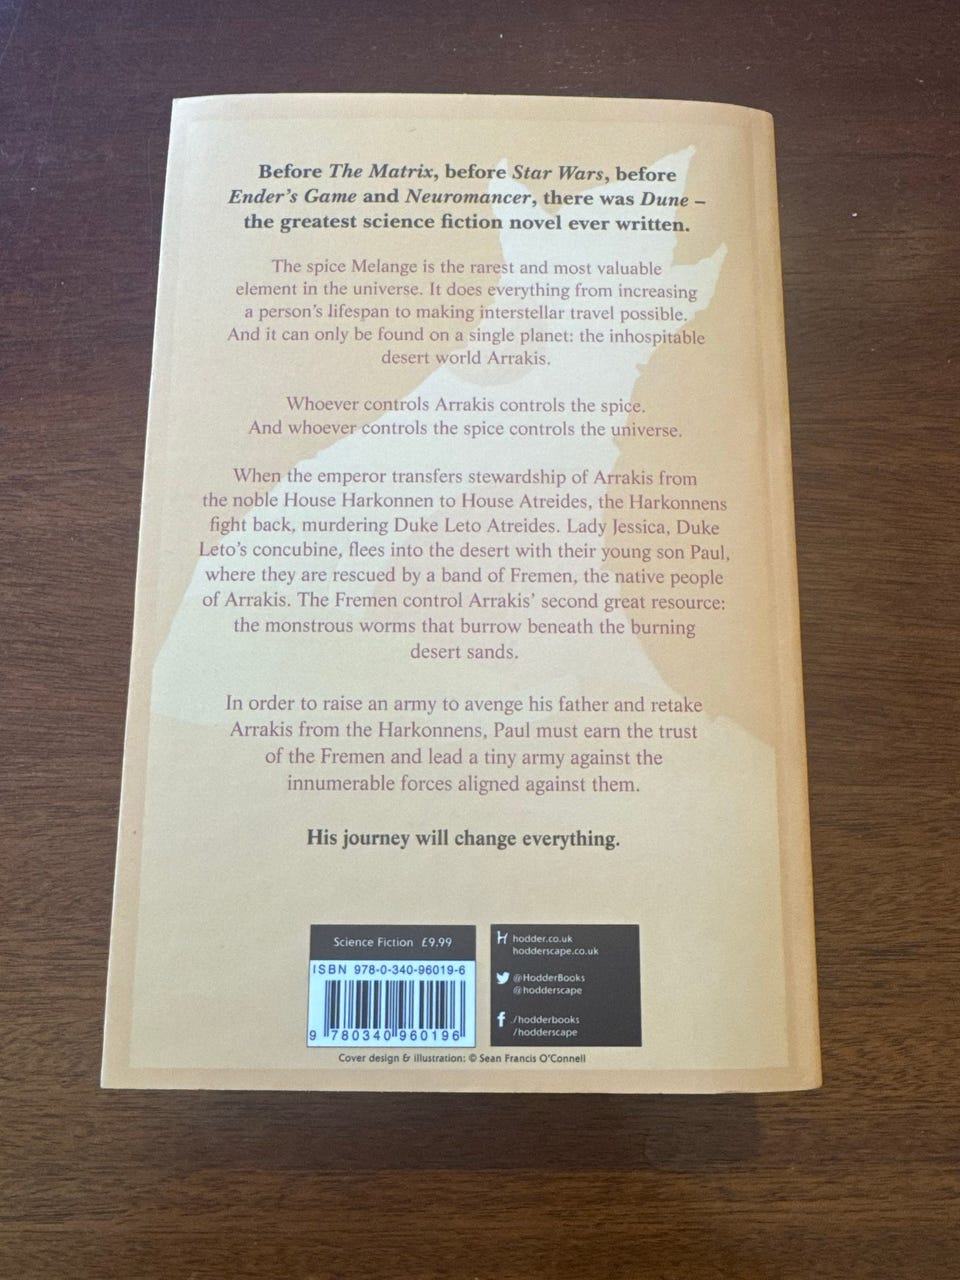 Before The Matrix, before Star Wars, before
Ender's Game and Neuromancer, there was Dune –
the greatest science fiction novel ever written.
The spice Melange is the rarest and most valuable
element in the universe. It does everything from increasing
a person's lifespan to making interstellar travel possible.
And it can only be found on a single planet: the inhospitable
desert world Arrakis.
Whoever controls Arrakis controls the spice.
And whoever controls the spice controls the universe.
When the emperor transfers stewardship of Arrakis from
the noble House Harkonnen to House Atreides, the Harkonnens
fight back, murdering Duke Leto Atreides. Lady Jessica, Duke
Leto's concubine, flees into the desert with their young son Paul,
where they are rescued by a band of Fremen, the native people
of Arrakis. The Fremen control Arrakis' second great resource:
the monstrous worms that burrow beneath the burning
desert sands.
In order to raise an army to avenge his father and retake
Arrakis from the Harkonnens, Paul must earn the trust
of the Fremen and lead a tiny army against the
innumerable forces aligned against them.
His journey will change everything.
Science Fiction £9.99
ISBN 978-0-340-96019-6
9 780340 960196
hodder.co.uk
hodderscape.co.uk
@HodderBooks
@hodderscape
/hodderbooks
/hodderscape
Cover design & illustration: © Sean Francis O'Connell